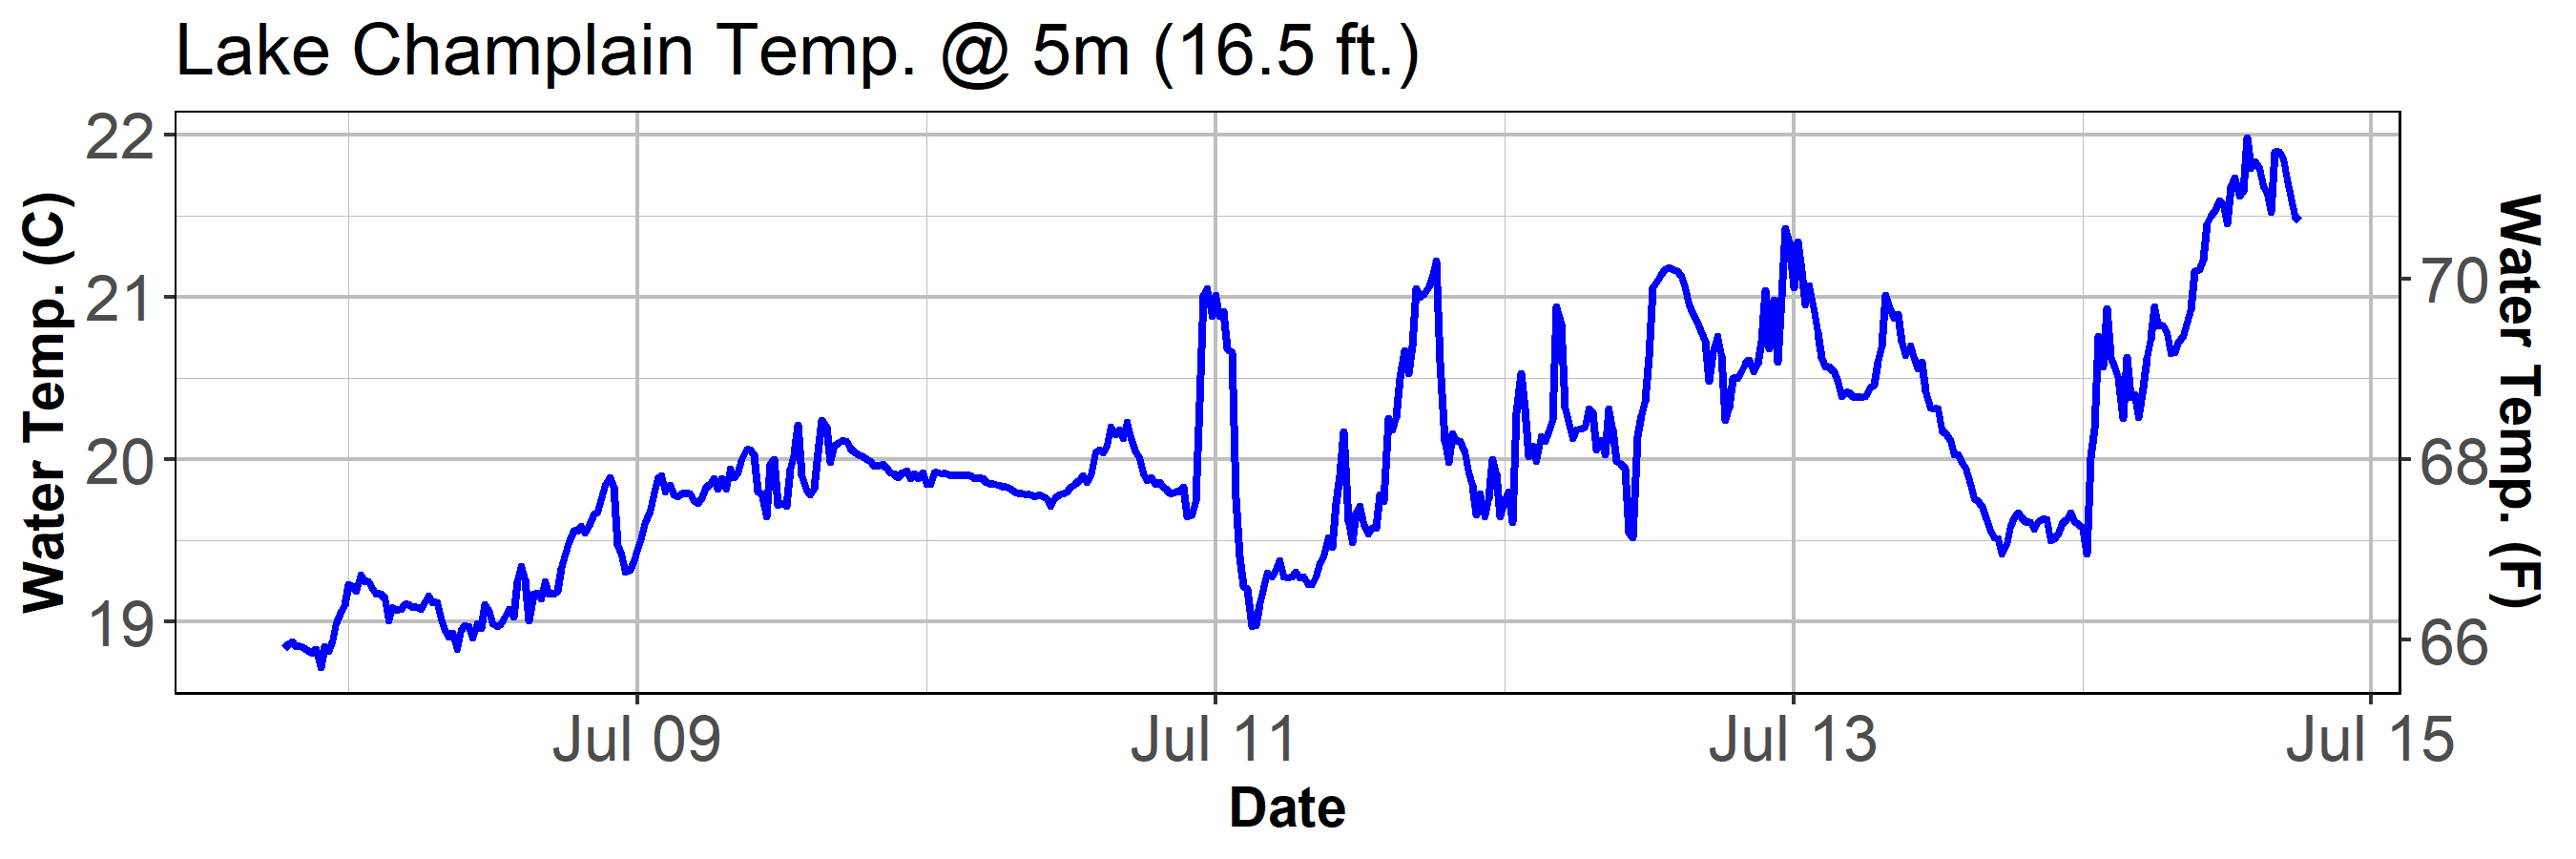 Lake Champlain Temp. @ 5m (16.5 ft.)
Water Temp. (C)
22
21
20
19
70
68
66
Water Temp. (F)
Jul 09
Jul 11
Jul 13
Jul 15
Date